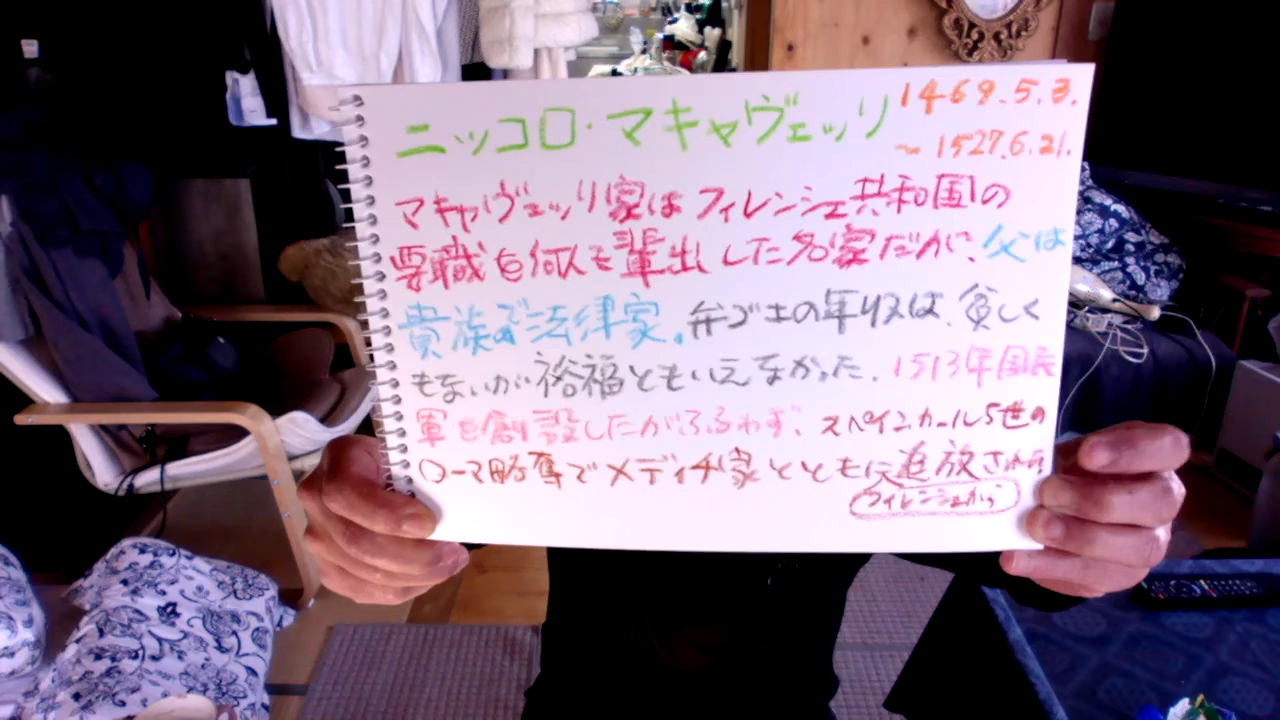 ニッコロ・マキャヴェッリ 1469.5.3.
~ 1527.6.21.
マキャヴェッリ家はフィレンシェ共和国の
要職を何人も輩出した名家だが、父は
貴族で法律家。弁ゴ士の年収は、貧しく
もないが裕福ともいえなかった。1513年国民
軍を創設したがふるわず、スペインカール5世の
ローマ略奪でメディチ家とともに追放された
フィレンシェから